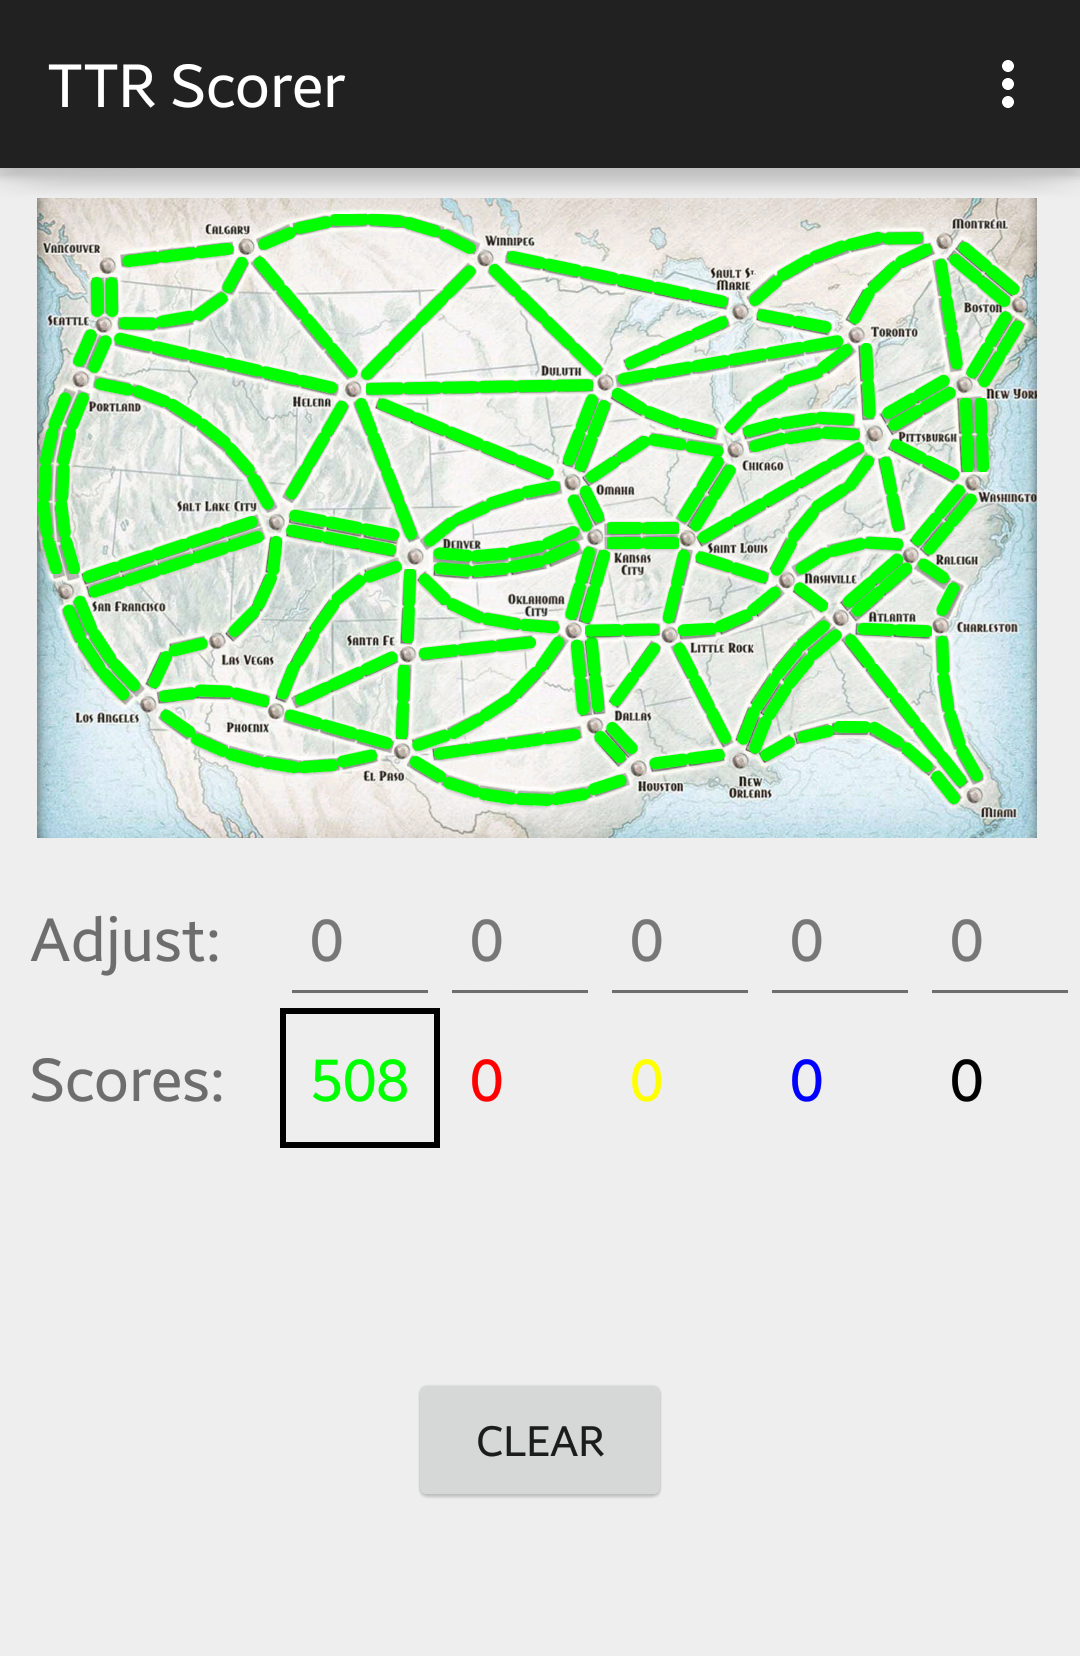 TTR Scorer
Montréal
Calgary
Winnipeg
Vancouver
Sault St.
Marie
Boston
Seattle
Toronto
Duluth
New York
Helena
Portland
Pittsburgh
Chicago
Omaha
Washingto
Salt Lake City
Denver
Saint Louis
Kansas
City
Raleigh
Nashville
Oklahoma
City
San Francisco
Atlanta
Charleston
Santa Fe
Little Rock
Las Vegas
Los Angeles
Dallas
Phoenix
El Paso
Houston
New
Orleans
Miami
Adjust: 0 0 0 0 0
Scores: 508 0 0 0 0
CLEAR